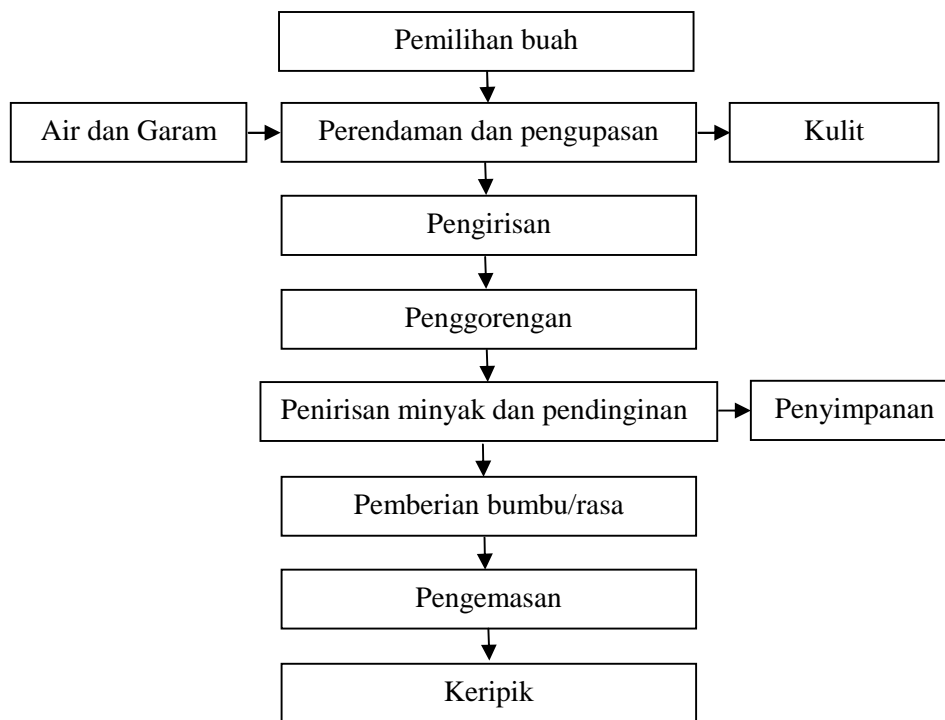 Pemilihan buah
Air dan Garam
Perendaman dan pengupasan
Kulit
Pengirisan
Penggorengan
Penirisan minyak dan pendinginan
Penyimpanan
Pemberian bumbu/rasa
Pengemasan
Keripik